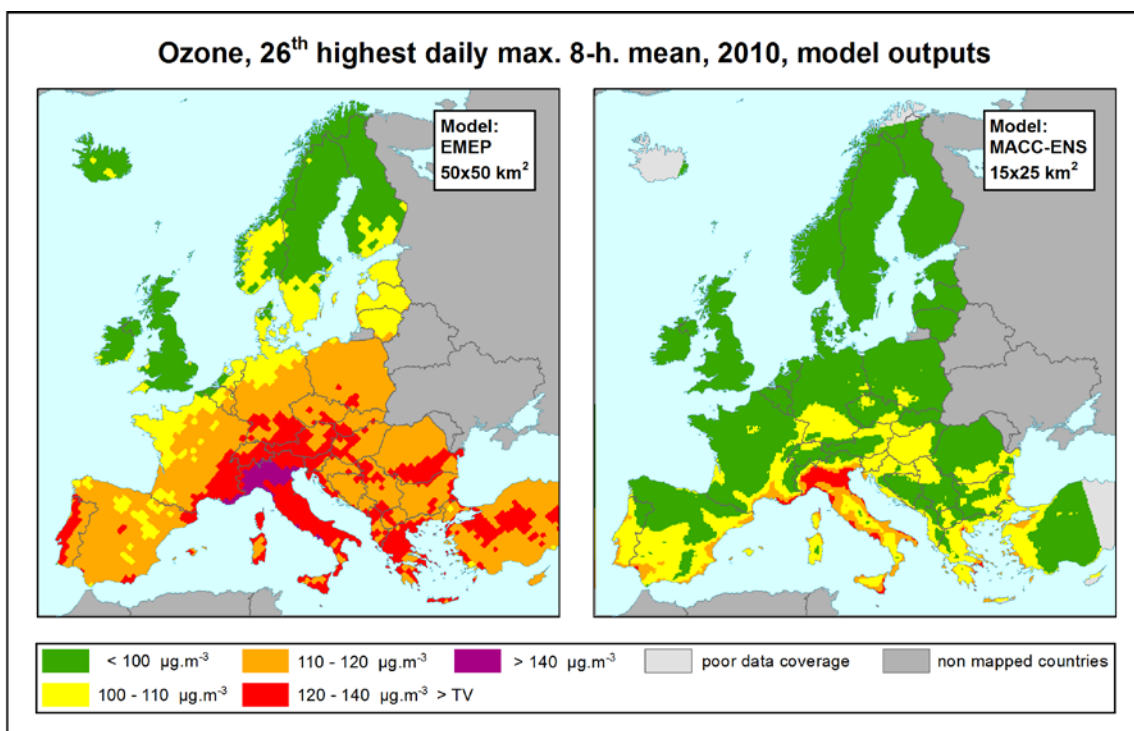 Ozone, 26th highest daily max. 8-h. mean, 2010, model outputs
Model:
EMEP
50x50 km²
Model:
MACC-ENS
15x25 km²
< 100 µg.m⁻³
110 - 120 µg.m⁻³
> 140 µg.m⁻³
poor data coverage
non mapped countries
100 - 110 µg.m⁻³
120 - 140 µg.m⁻³ > TV